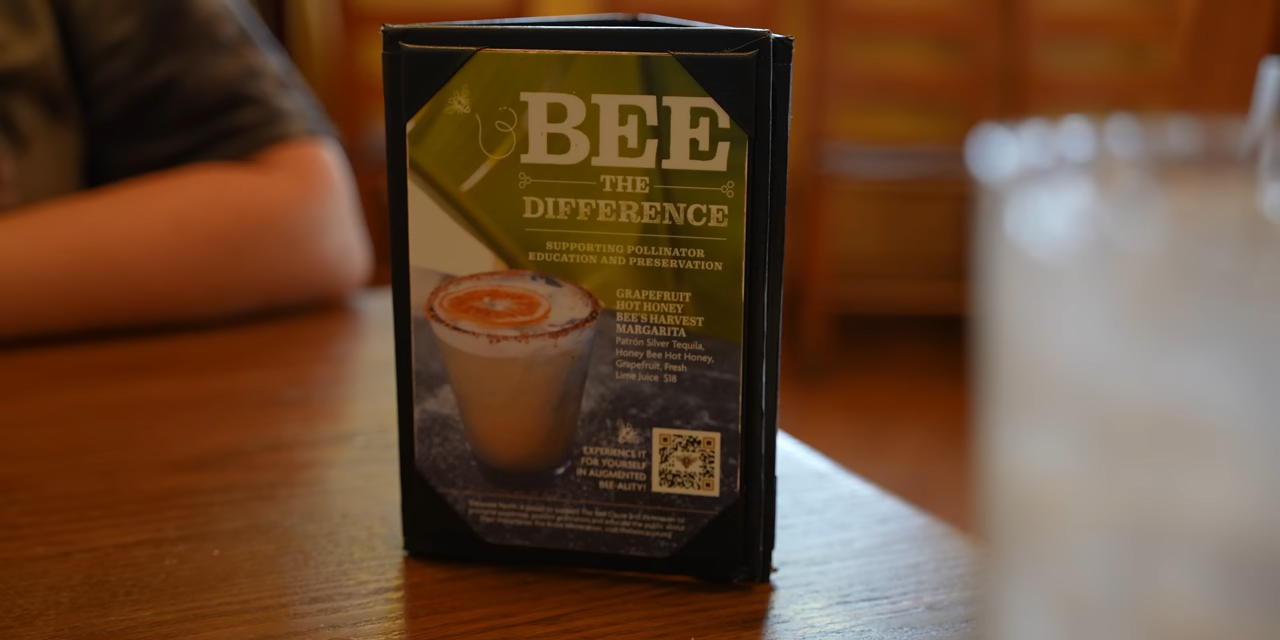 BEE
THE
DIFFERENCE
SUPPORTING POLLINATOR
EDUCATION AND PRESERVATION
GRAPEFRUIT
HOT HONEY
BEE'S HARVEST
MARGARITA
Patrón Silver Tequila,
Honey Bee Hot Honey,
Grapefruit, Fresh
Lime Juice $18
EXPERIENCE IT
FOR YOURSELF
IN AUGMENTED
BEE-ALITY!